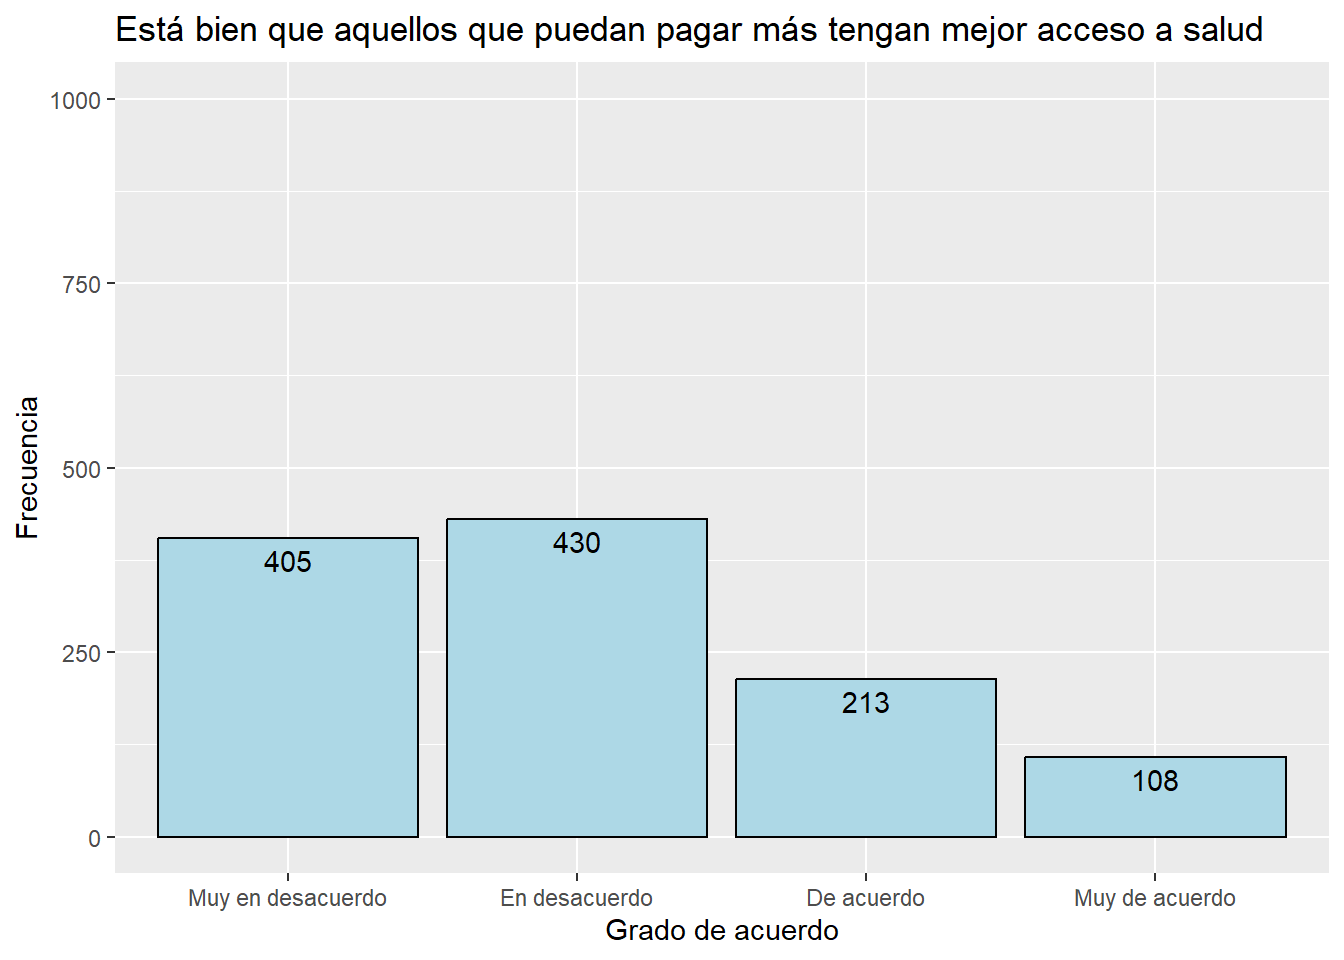 Está bien que aquellos que puedan pagar más tengan mejor acceso a salud
1000
750
500
250
0
Frecuencia
405
430
213
108
Muy en desacuerdo
En desacuerdo
De acuerdo
Muy de acuerdo
Grado de acuerdo